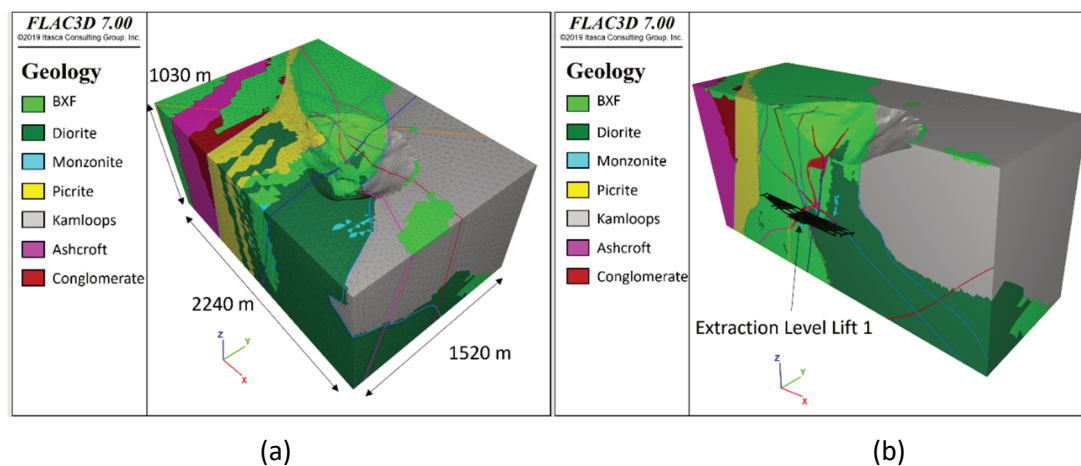 FLAC3D 7.00
©2019 Itasca Consulting Group, Inc.
Geology
BXF
Diorite
Monzonite
Picrite
Kamloops
Ashcroft
Conglomerate
1030 m
2240 m
1520 m
Z
Y
X
(a)
FLAC3D 7.00
©2019 Itasca Consulting Group, Inc.
Geology
BXF
Diorite
Monzonite
Picrite
Kamloops
Ashcroft
Conglomerate
Extraction Level Lift 1
Z
Y
X
(b)